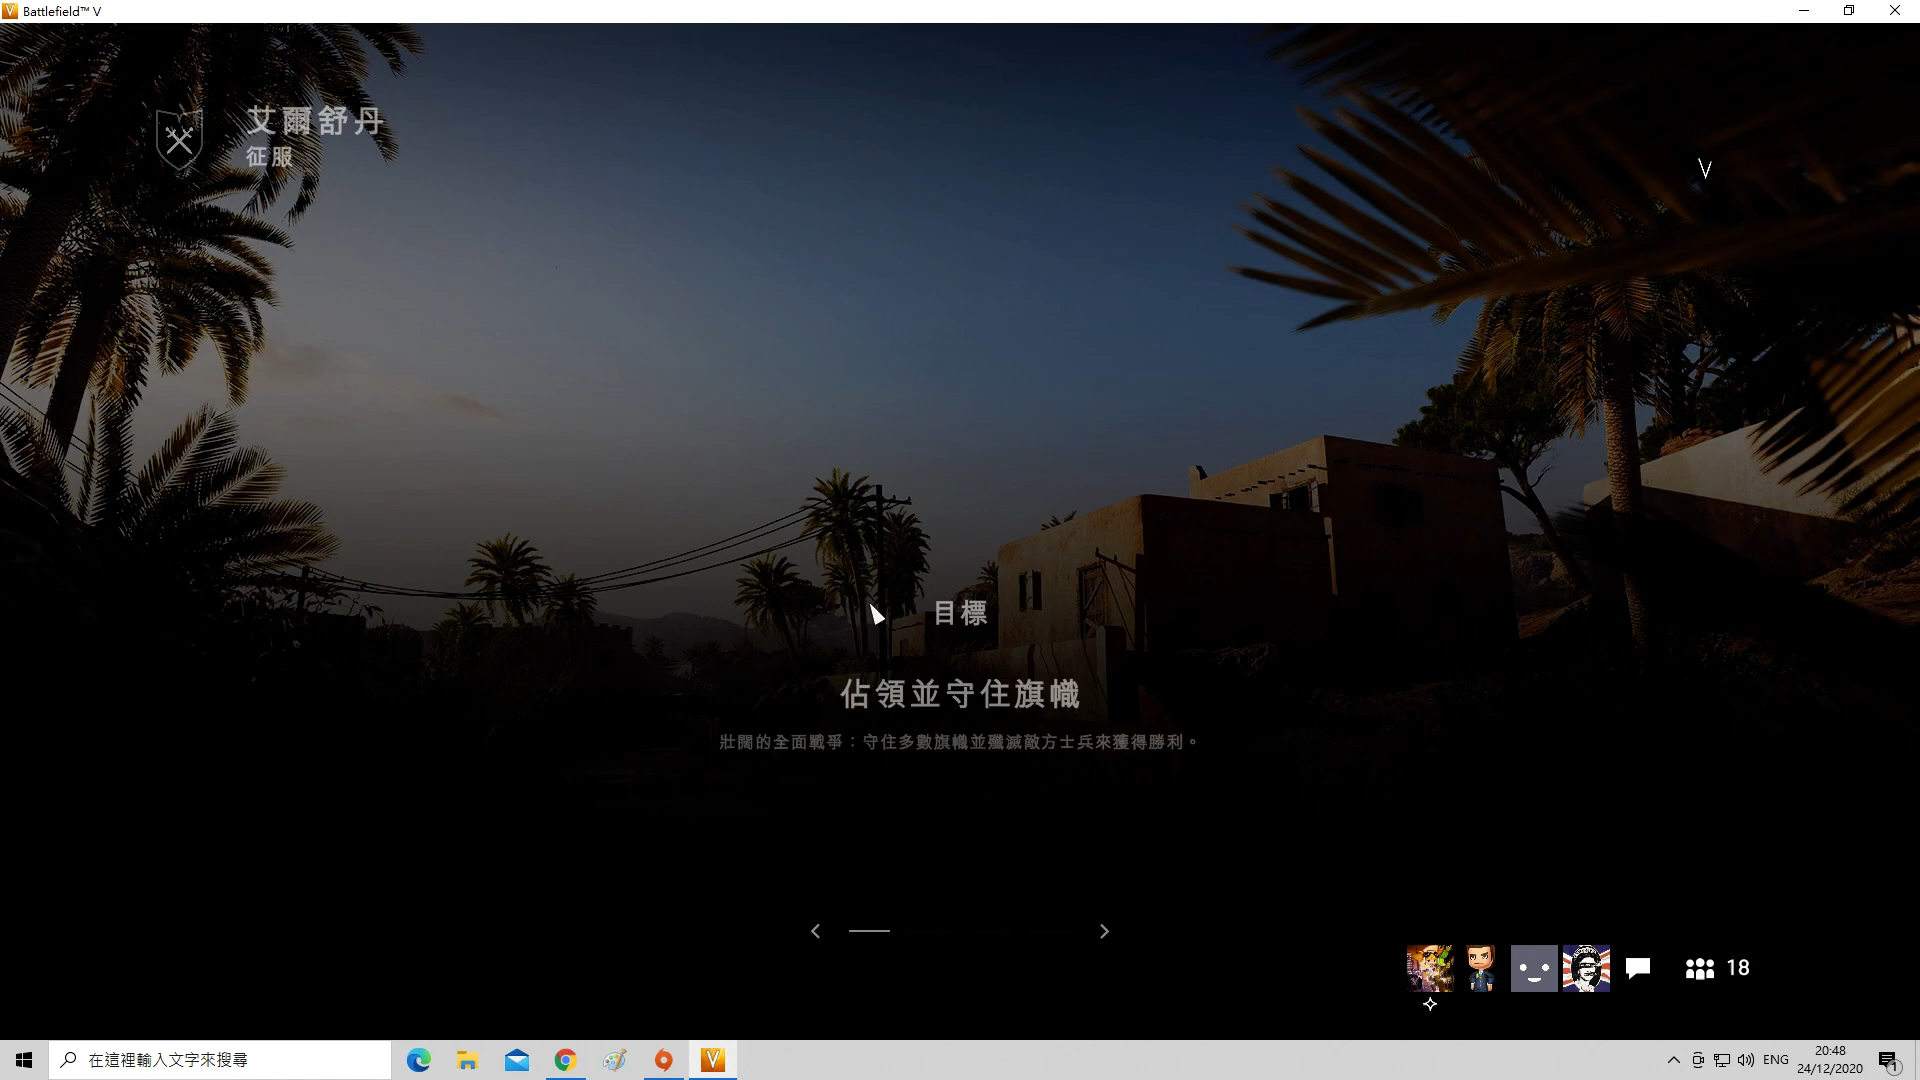 Battlefield™ V
艾爾舒丹
征服
V
目標
佔領並守住旗幟
壯闊的全面戰爭：守住多數旗幟並殲滅敵方士兵來獲得勝利。
18
在這裡輸入文字來搜尋
ENG
20:48
24/12/2020
1